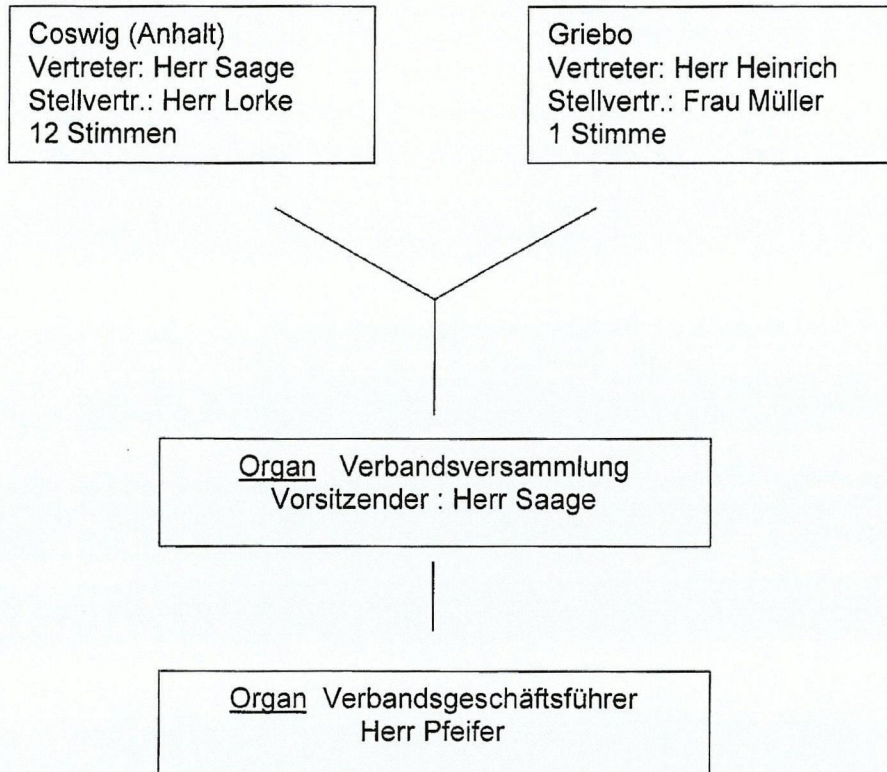 Coswig (Anhalt)
Vertreter: Herr Saage
Stellvertr.: Herr Lorke
12 Stimmen
Griebo
Vertreter: Herr Heinrich
Stellvertr.: Frau Müller
1 Stimme
Organ Verbandsversammlung
Vorsitzender : Herr Saage
Organ Verbandsgeschäftsführer
Herr Pfeifer